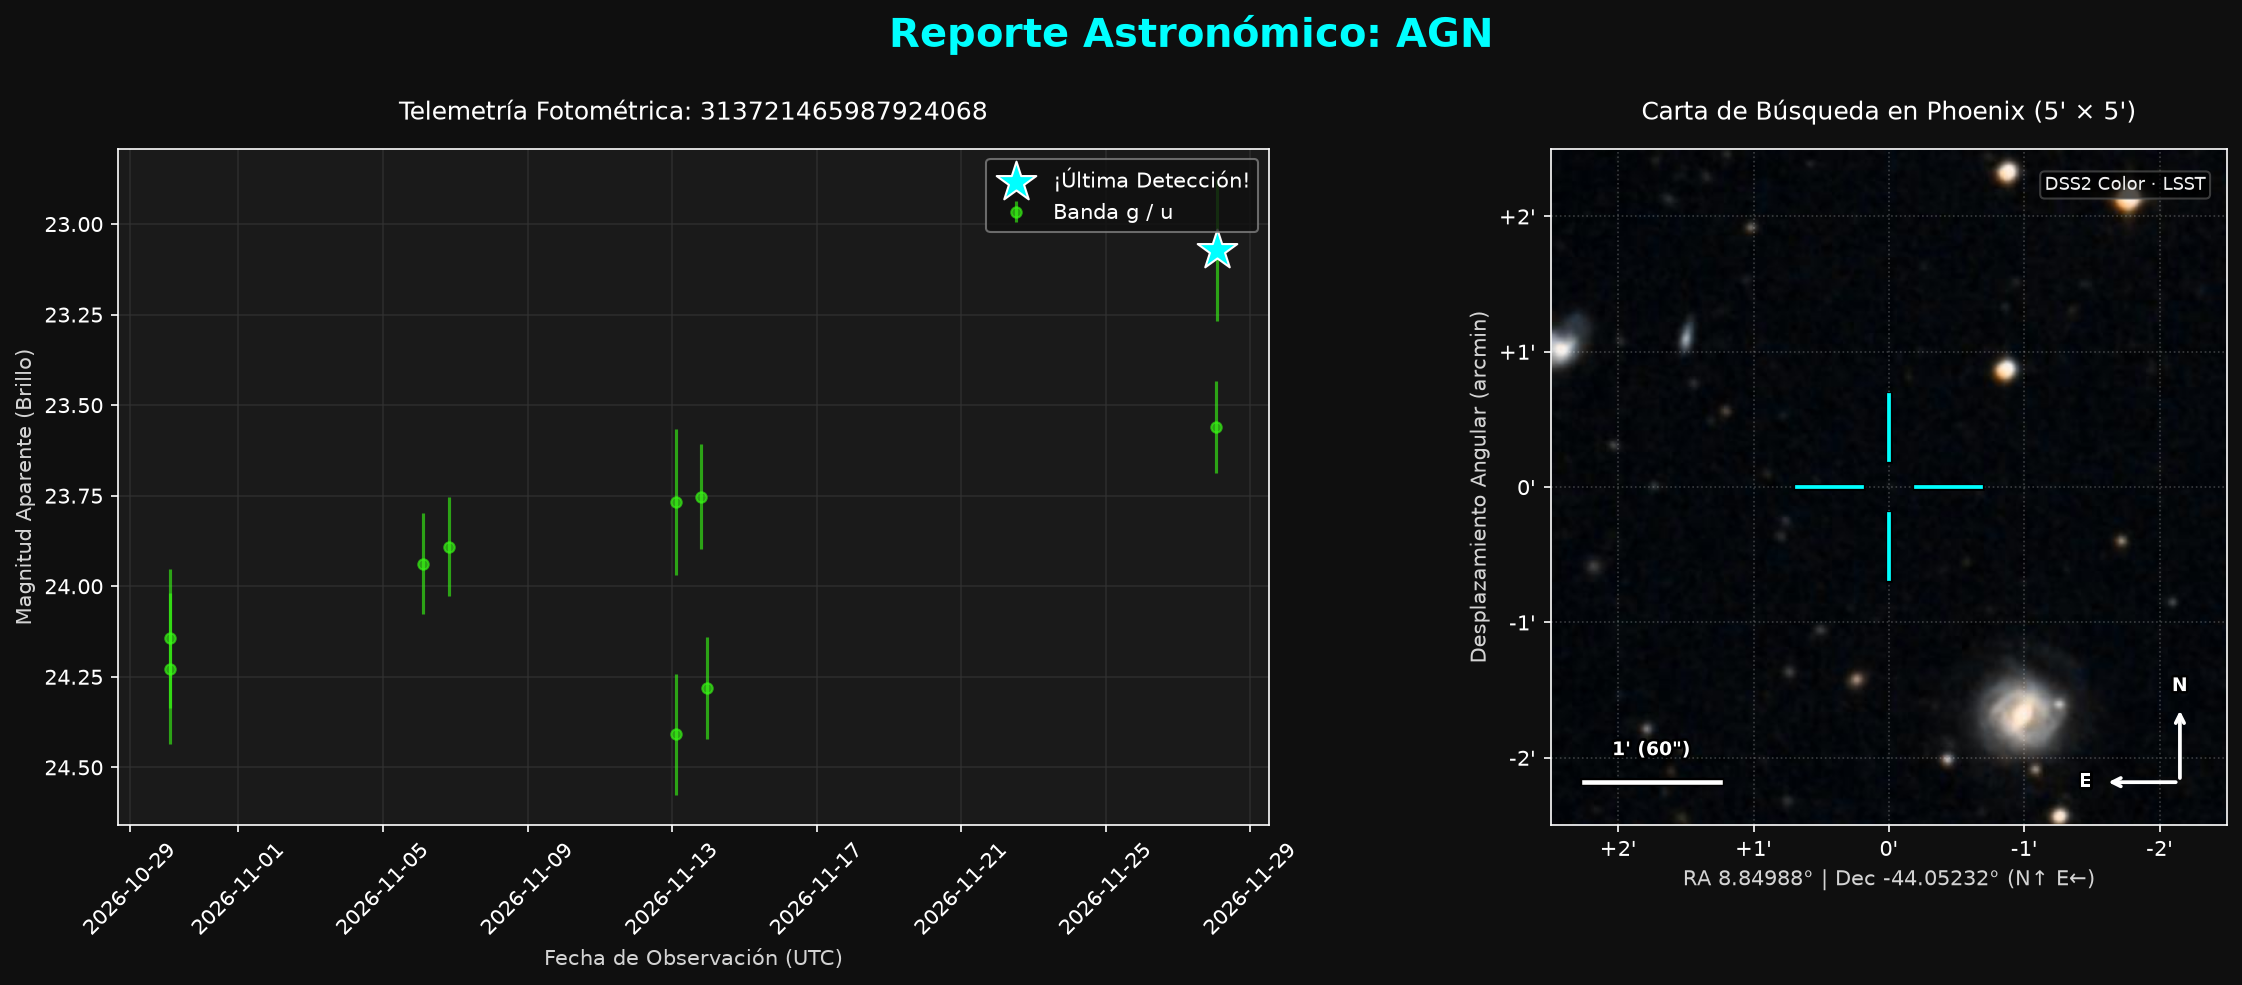 Reporte Astronómico: AGN
Telemetría Fotométrica: 313721465987924068
¡Última Detección!
Banda g / u
Magnitud Aparente (Brillo)
23.00
23.25
23.50
23.75
24.00
24.25
24.50
2026-10-29
2026-11-01
2026-11-05
2026-11-09
2026-11-13
2026-11-17
2026-11-21
2026-11-25
2026-11-29
Fecha de Observación (UTC)
Carta de Búsqueda en Phoenix (5' × 5')
DSS2 Color · LSST
Desplazamiento Angular (arcmin)
+2'
+1'
0'
-1'
-2'
N
E
1' (60")
+2'
+1'
0'
-1'
-2'
RA 8.84988° | Dec -44.05232° (N↑ E←)